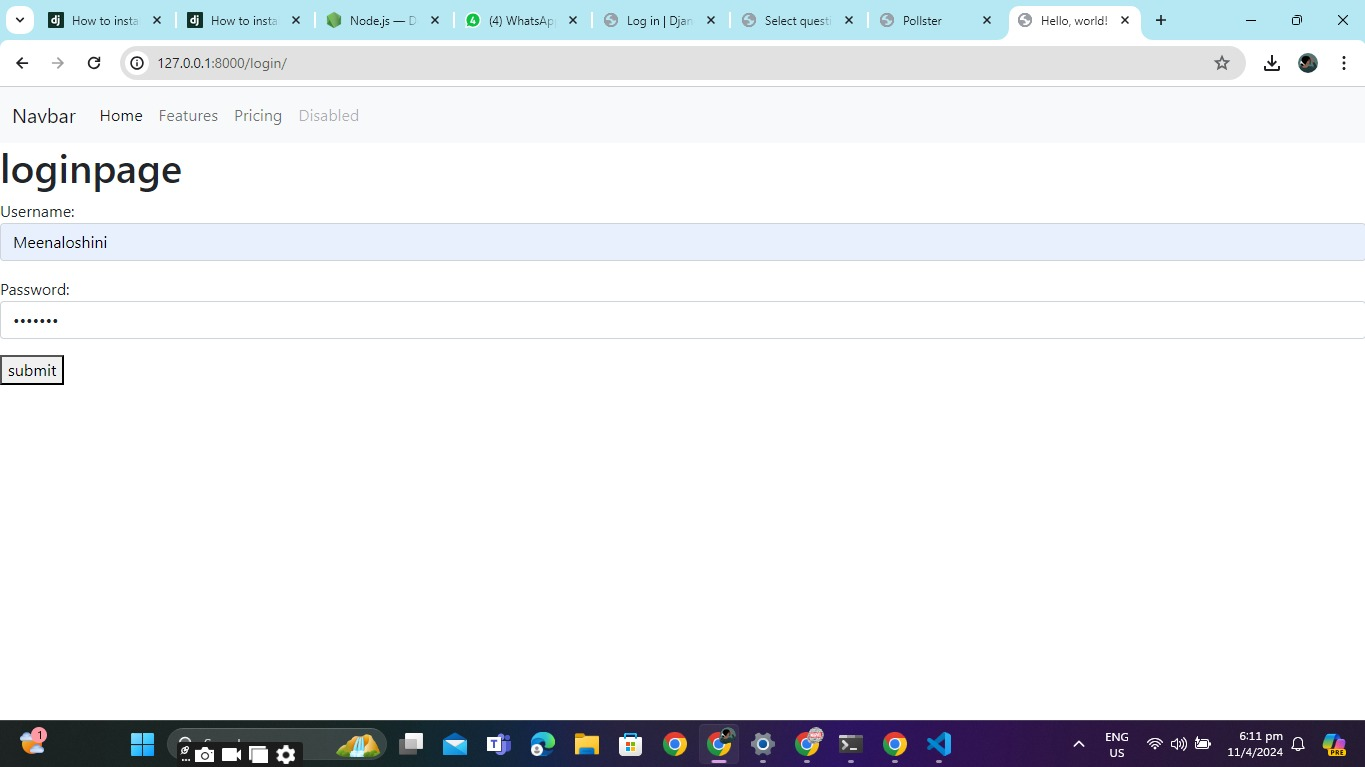 How to insta
How to insta
Node.js — D
(4) WhatsAp
Log in | Djan
Select questi
Pollster
Hello, world!
127.0.0.1:8000/login/
Navbar Home Features Pricing Disabled
loginpage
Username:
Meenaloshini
Password:
•••••••
submit
1
ENG
US
6:11 pm
11/4/2024
PRE